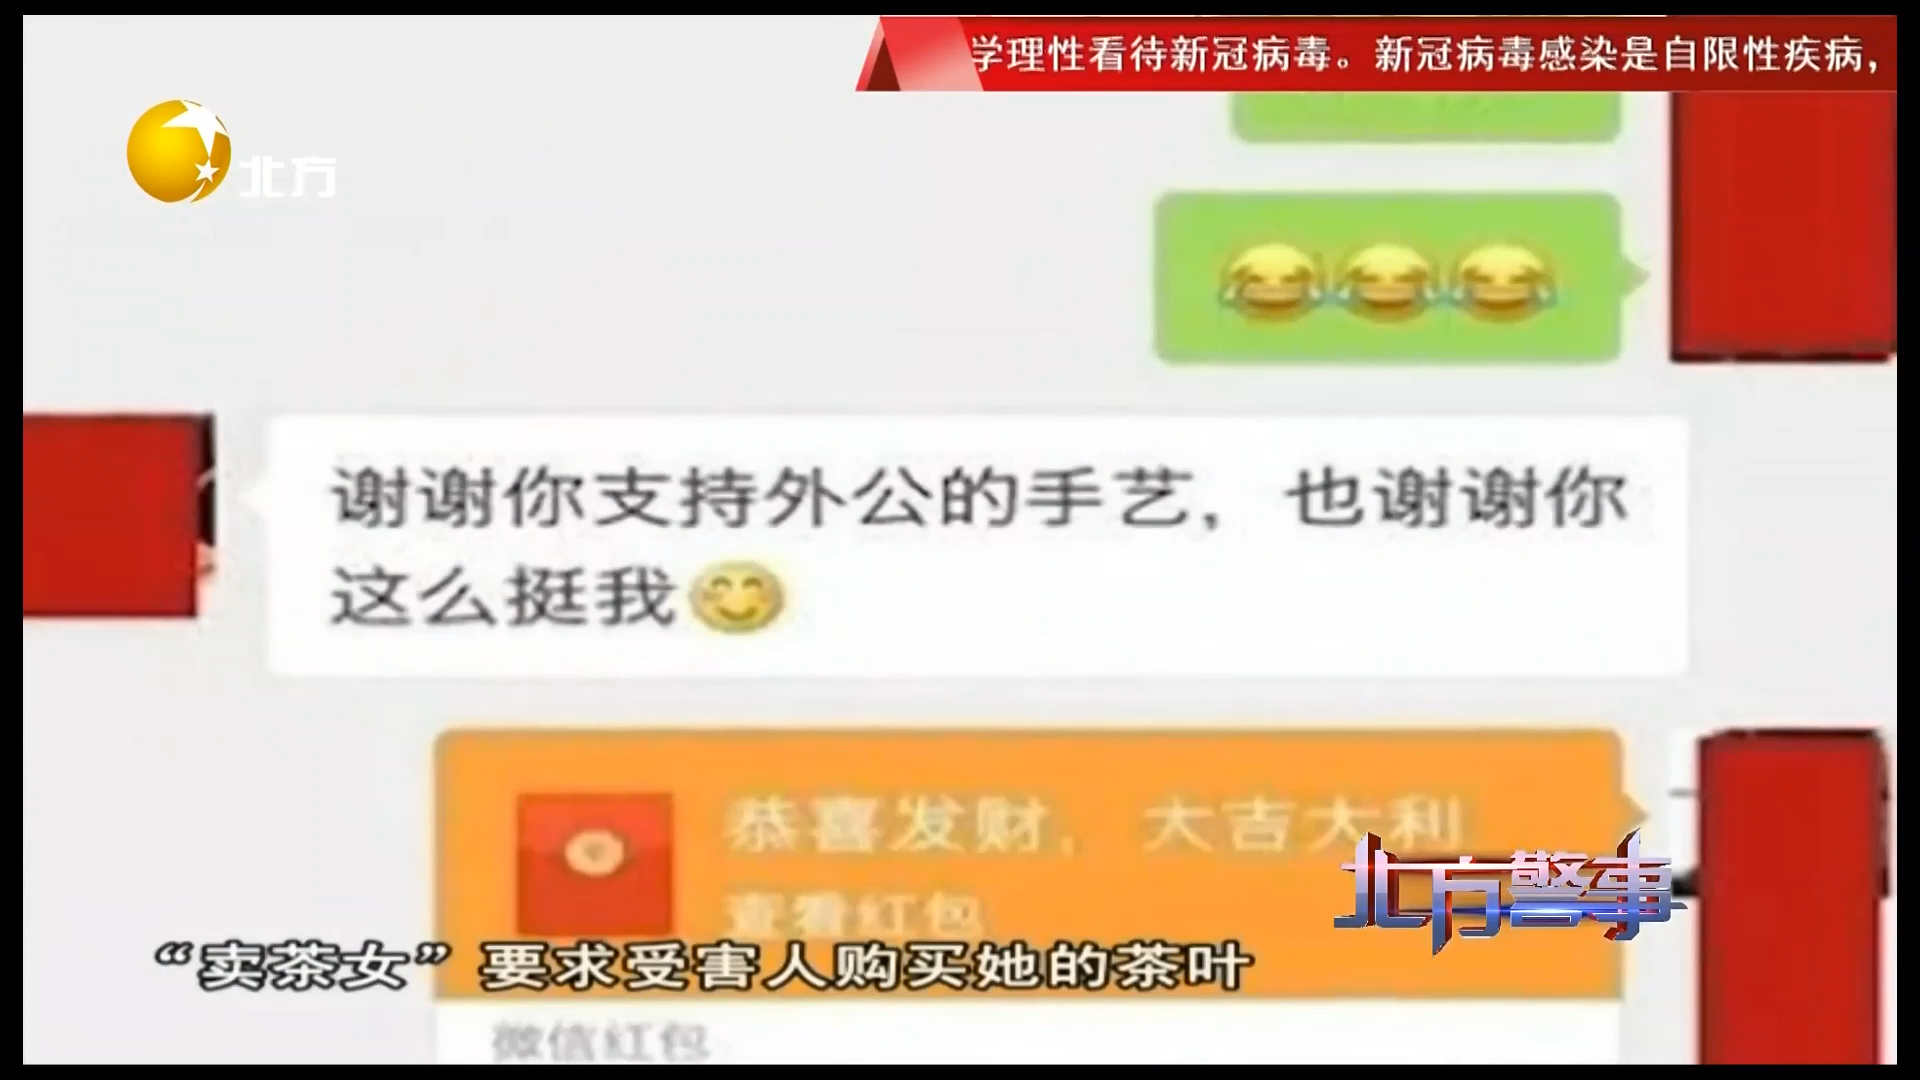 学理性看待新冠病毒。新冠病毒感染是自限性疾病，
北方
谢谢你支持外公的手艺，也谢谢你
这么挺我
恭喜发财，大吉大利
查看红包
北方警事
“卖茶女”要求受害人购买她的茶叶
微信红包